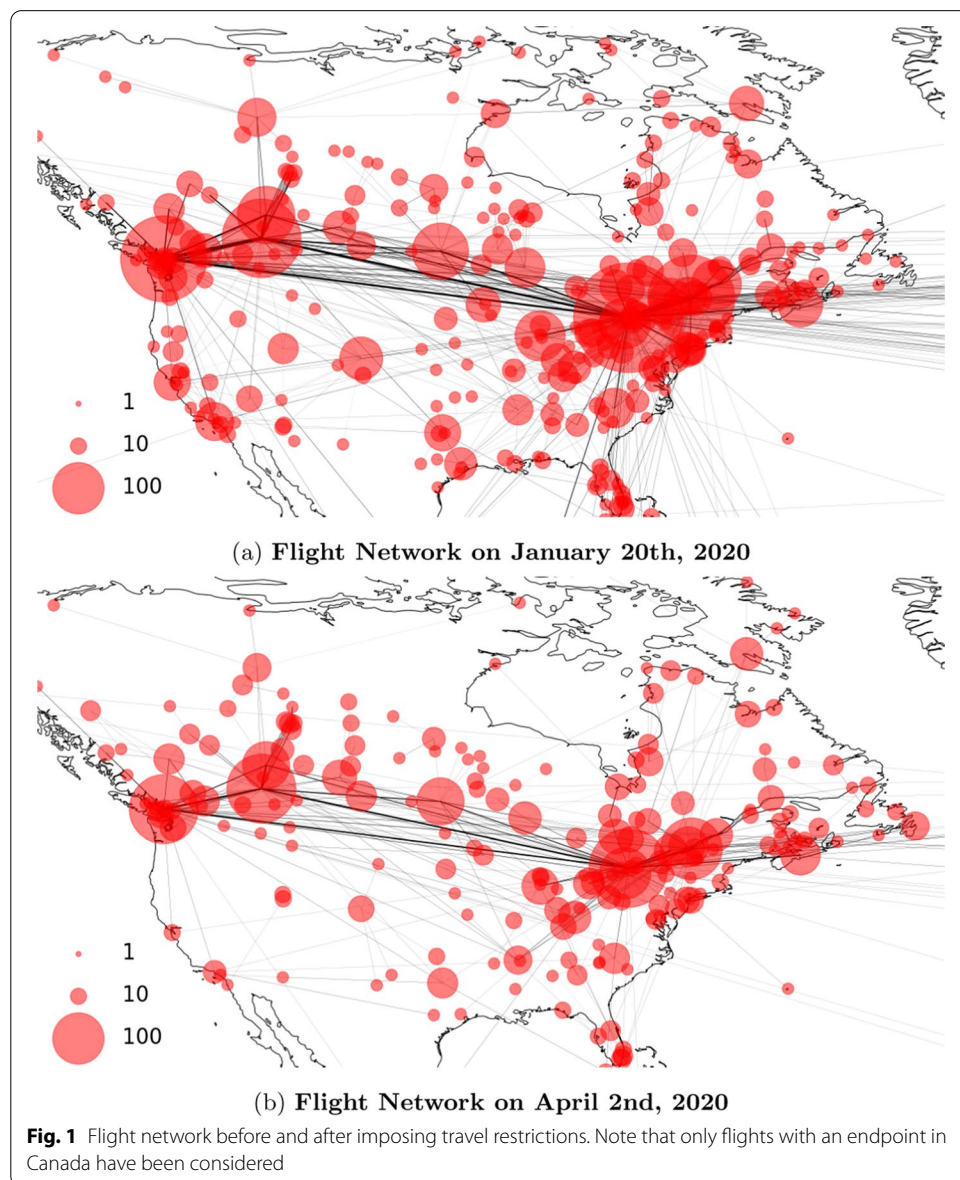 1
10
100
(a) Flight Network on January 20th, 2020
1
10
100
(b) Flight Network on April 2nd, 2020
Fig. 1 Flight network before and after imposing travel restrictions. Note that only flights with an endpoint in
Canada have been considered